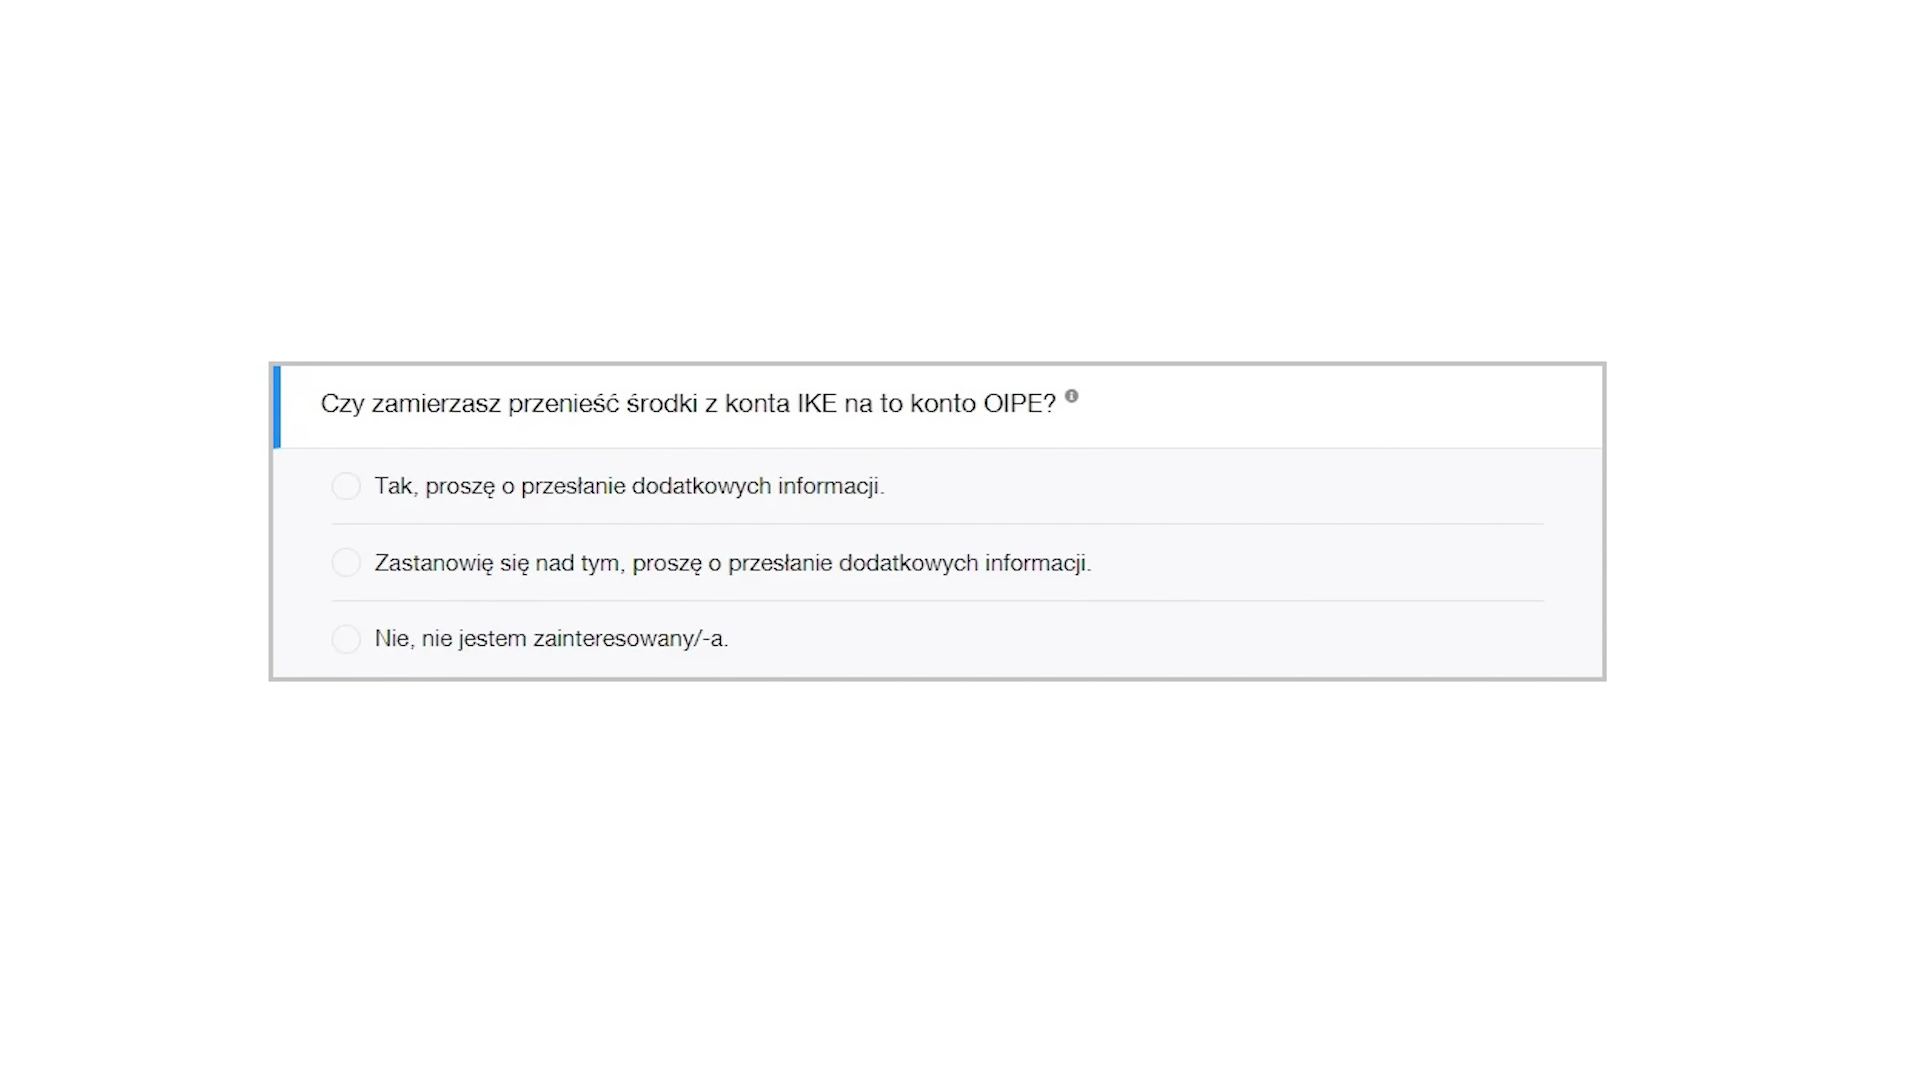 Czy zamierzasz przenieść środki z konta IKE na to konto OIPE?
Tak, proszę o przesłanie dodatkowych informacji.
Zastanowię się nad tym, proszę o przesłanie dodatkowych informacji.
Nie, nie jestem zainteresowany/-a.